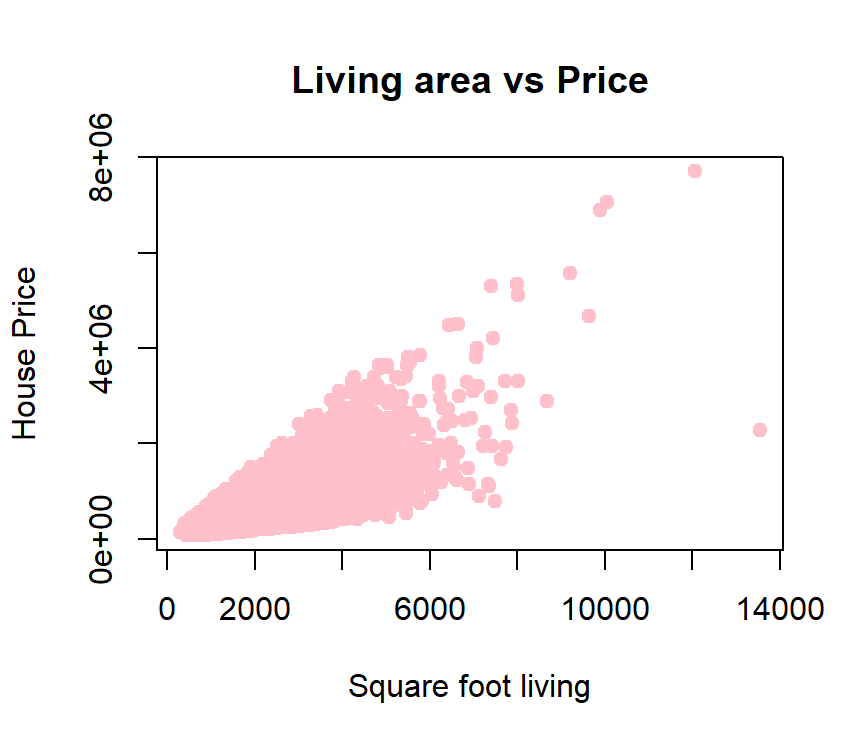 Living area vs Price
House Price
8e+06
4e+06
0e+00
0 2000 6000 10000 14000
Square foot living